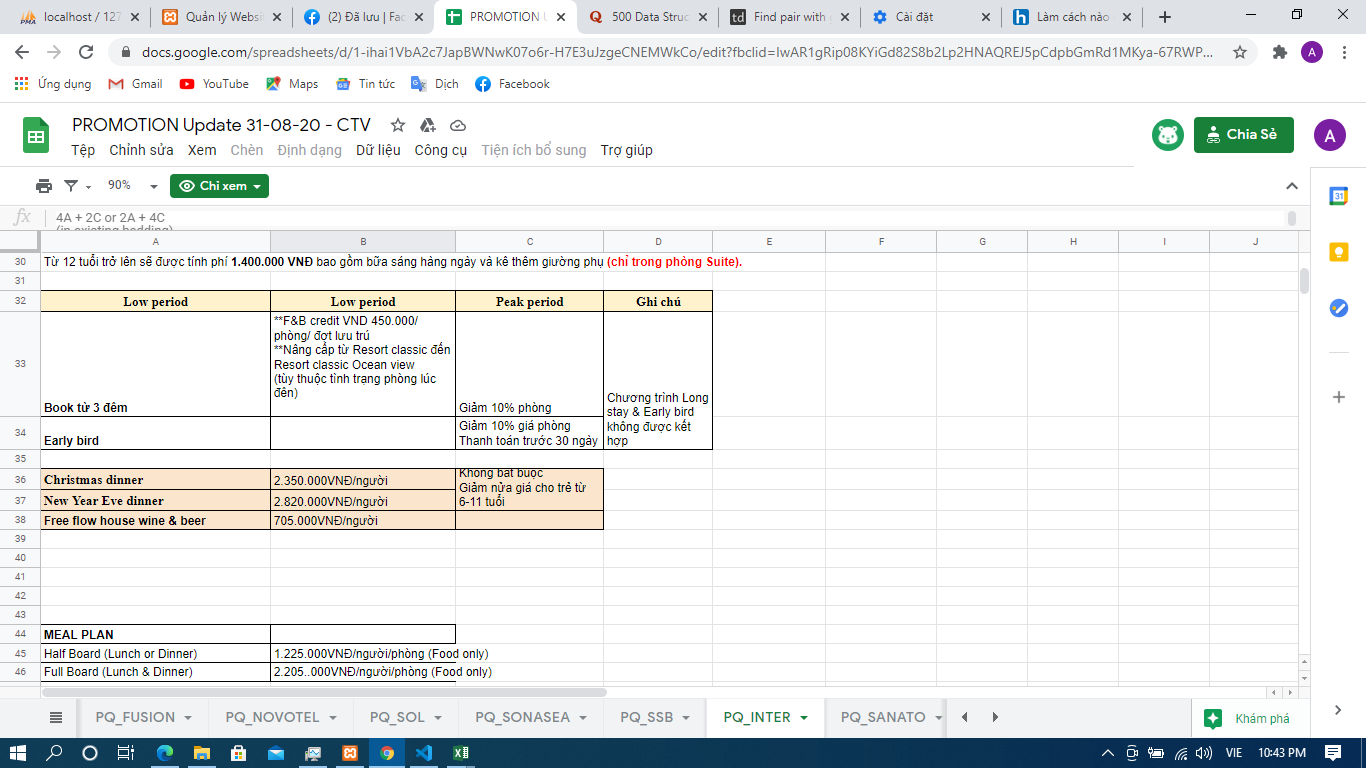 localhost / 127
Quản lý Websi
(2) Đã lưu | Fac
PROMOTION U
500 Data Struc
Find pair with
Cài đặt
Làm cách nào
docs.google.com/spreadsheets/d/1-ihai1VbA2c7JapBWNwK07o6r-H7E3uJzgeCNEMWkCo/edit?fbclid=IwAR1gRip08KYiGd82S8b2Lp2HNAQREJ5pCdpbGmRd1MKya-67RWP...
A
Ứng dụng
Gmail
YouTube
Maps
Tin tức
Dịch
Facebook
PROMOTION Update 31-08-20 - CTV
Tệp Chỉnh sửa Xem Chèn Định dạng Dữ liệu Công cụ Tiện ích bổ sung Trợ giúp
Chia Sẻ
A
90%
Chỉ xem
fx
4A + 2C or 2A + 4C
(in existing bedding)
A B C D E F G H I J
30 Từ 12 tuổi trở lên sẽ được tính phí 1.400.000 VNĐ bao gồm bữa sáng hàng ngày và kê thêm giường phụ (chỉ trong phòng Suite).
31
32 Low period Low period Peak period Ghi chú
33
Book từ 3 đêm
**F&B credit VND 450.000/
phòng/ đợt lưu trú
**Nâng cấp từ Resort classic đến
Resort classic Ocean view
(tùy thuộc tình trạng phòng lúc
đến)
Giảm 10% phòng
Chương trình Long
stay & Early bird
không được kết
hợp
34
Early bird
Giảm 10% giá phòng
Thanh toán trước 30 ngày
35
36 Christmas dinner 2.350.000VNĐ/người
Không bắt buộc
Giảm nửa giá cho trẻ từ
6-11 tuổi
37 New Year Eve dinner 2.820.000VNĐ/người
38 Free flow house wine & beer 705.000VNĐ/người
39
40
41
42
43
44 MEAL PLAN
45 Half Board (Lunch or Dinner) 1.225.000VNĐ/người/phòng (Food only)
46 Full Board (Lunch & Dinner) 2.205..000VNĐ/người/phòng (Food only)
PQ_FUSION PQ_NOVOTEL PQ_SOL PQ_SONASEA PQ_SSB PQ_INTER PQ_SANATO
Khám phá
31
VIE
10:43 PM